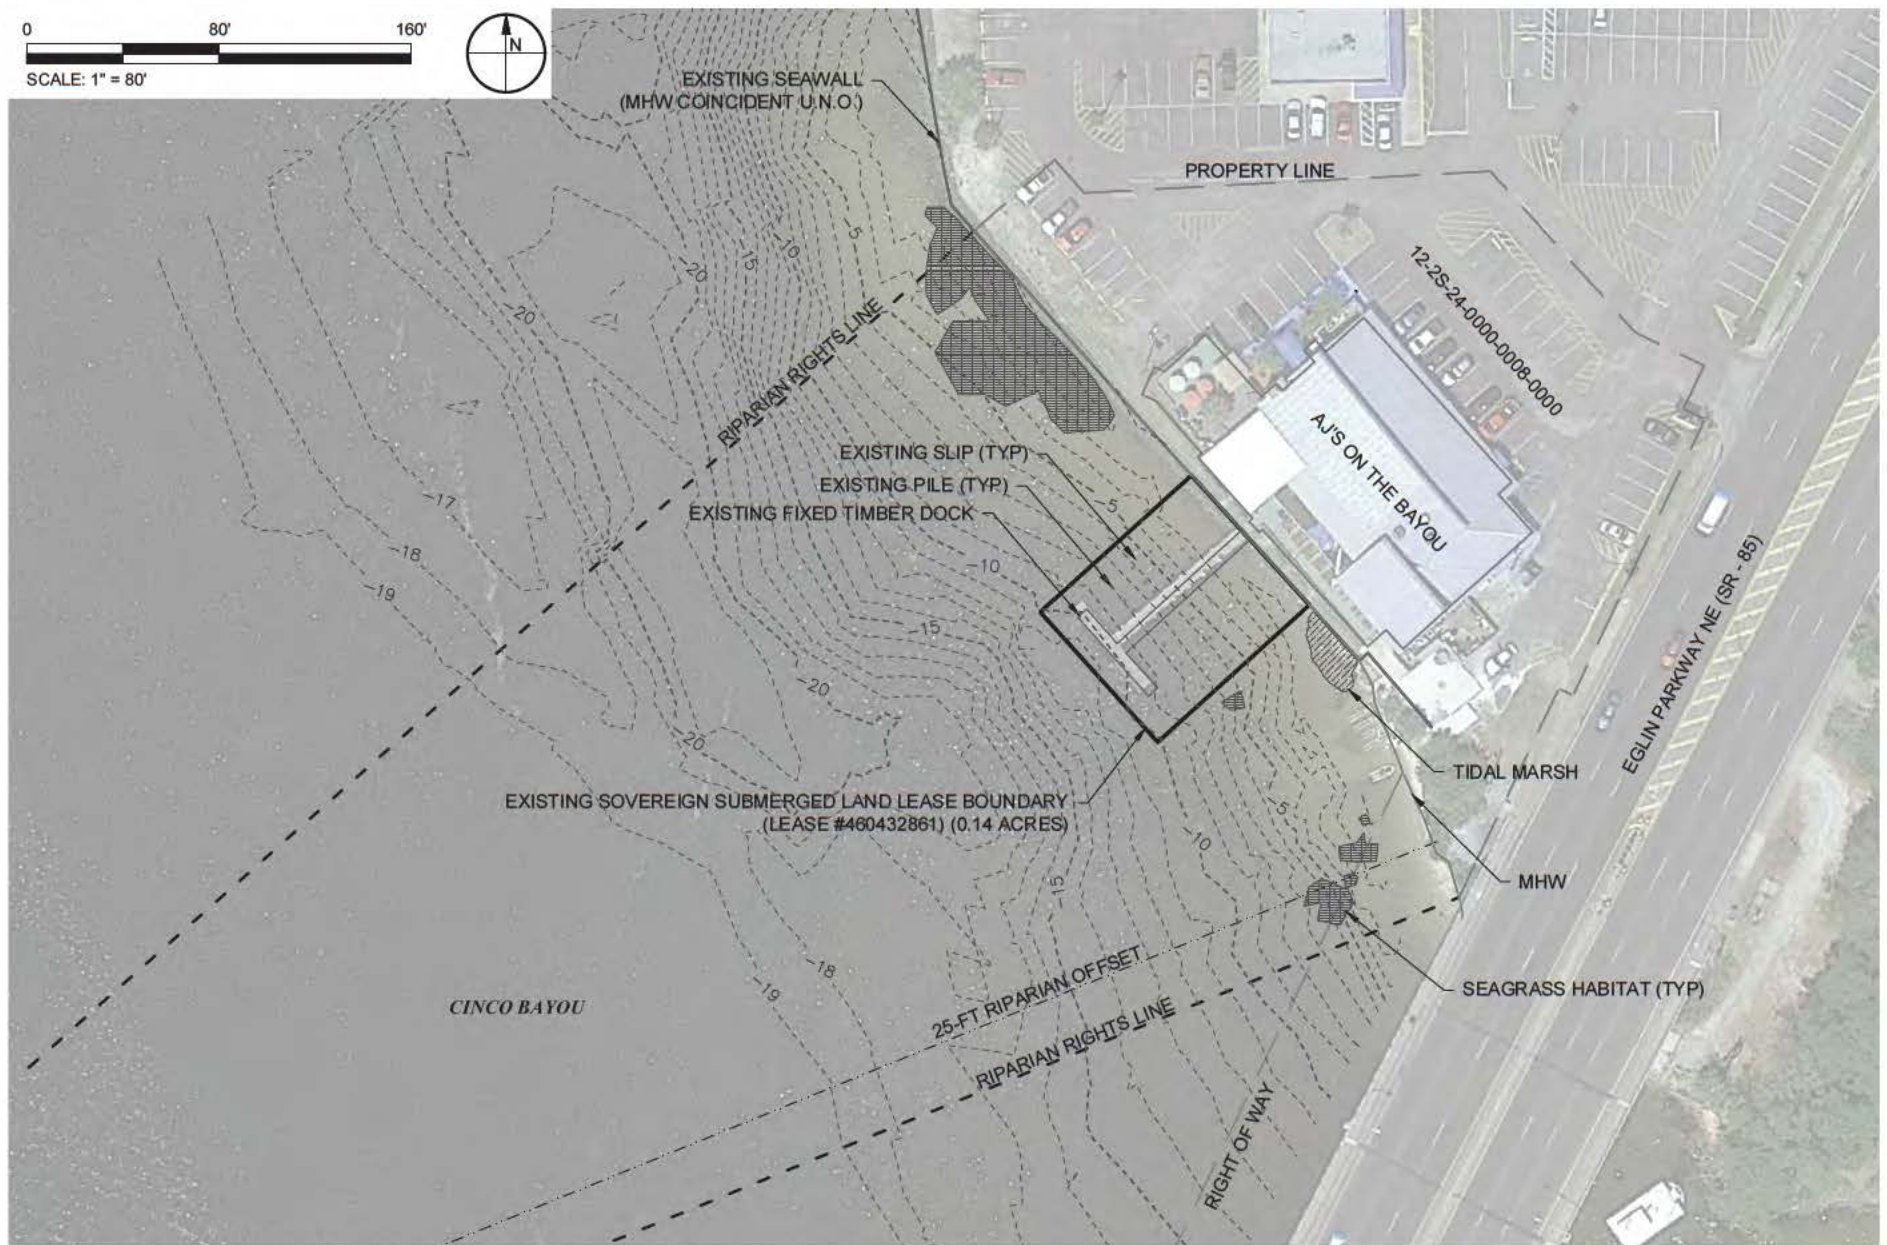 0 80' 160'
SCALE: 1" = 80'
N
EXISTING SEAWALL
(MHW COINCIDENT U.N.O.)
PROPERTY LINE
12-2S-24-0000-0008-0000
-5
-10
-15
-20
-20
RIPARIAN RIGHTS LINE
AJ'S ON THE BAYOU
EXISTING SLIP (TYP)
EXISTING PILE (TYP)
EXISTING FIXED TIMBER DOCK
-5
-10
-15
-17
-18
-19
-20
-20
EGLIN PARKWAY NE (SR - 85)
TIDAL MARSH
EXISTING SOVEREIGN SUBMERGED LAND LEASE BOUNDARY
(LEASE #460432861) (0.14 ACRES)
-5
-10
-15
MHW
-18
-19
25-FT RIPARIAN OFFSET
SEAGRASS HABITAT (TYP)
CINCO BAYOU
RIPARIAN RIGHTS LINE
RIGHT OF WAY